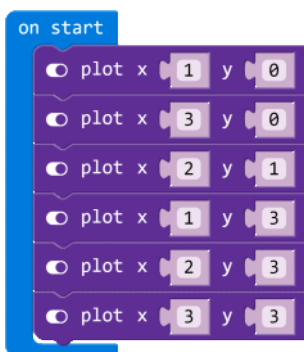 on start
plot x 1 y 0
plot x 3 y 0
plot x 2 y 1
plot x 1 y 3
plot x 2 y 3
plot x 3 y 3